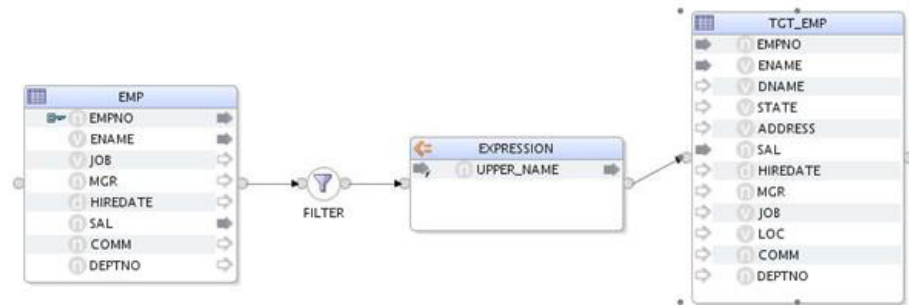 EMP
EMPNO
ENAME
JOB
MGR
HIREDATE
SAL
COMM
DEPTNO
FILTER
EXPRESSION
UPPER_NAME
TGT_EMP
EMPNO
ENAME
DNAME
STATE
ADDRESS
SAL
HIREDATE
MGR
JOB
LOC
COMM
DEPTNO